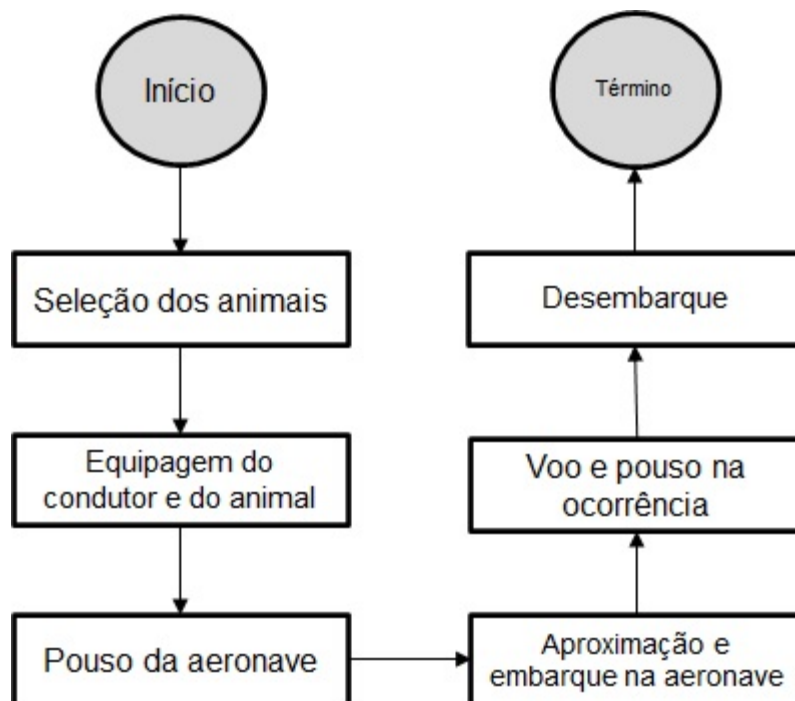 Início
Seleção dos animais
Equipagem do
condutor e do animal
Pouso da aeronave
Aproximação e
embarque na aeronave
Voo e pouso na
ocorrência
Desembarque
Término